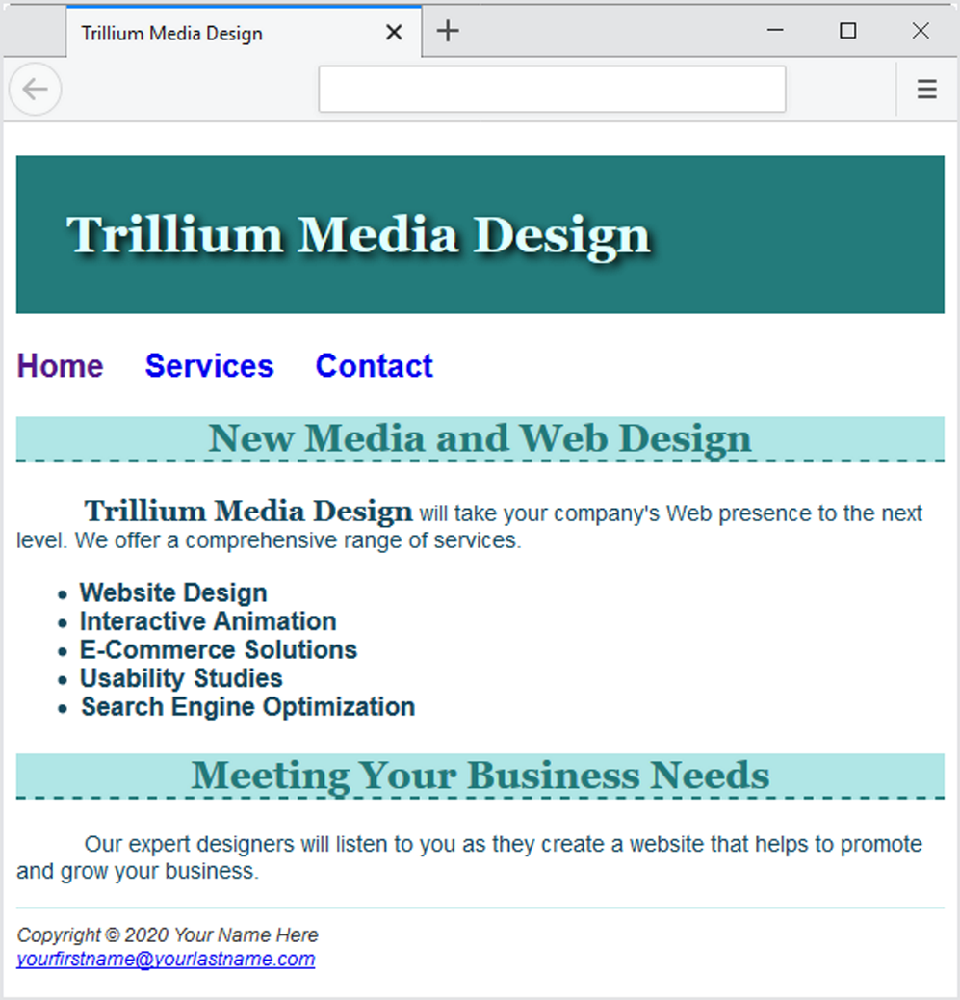 Trillium Media Design
Trillium Media Design
Home Services Contact
New Media and Web Design
Trillium Media Design will take your company's Web presence to the next
level. We offer a comprehensive range of services.
• Website Design
• Interactive Animation
• E-Commerce Solutions
• Usability Studies
• Search Engine Optimization
Meeting Your Business Needs
Our expert designers will listen to you as they create a website that helps to promote
and grow your business.
Copyright © 2020 Your Name Here
yourfirstname@yourlastname.com